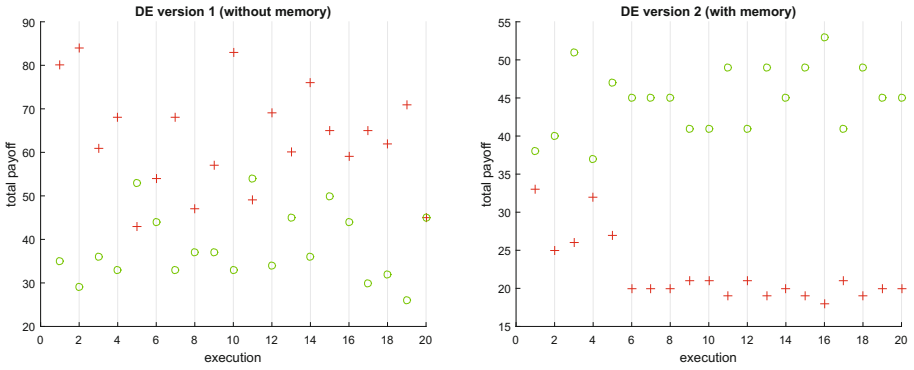 DE version 1 (without memory)
90
80
70
60
50
40
30
20
total payoff
0 2 4 6 8 10 12 14 16 18 20
execution
DE version 2 (with memory)
55
50
45
40
35
30
25
20
15
total payoff
0 2 4 6 8 10 12 14 16 18 20
execution